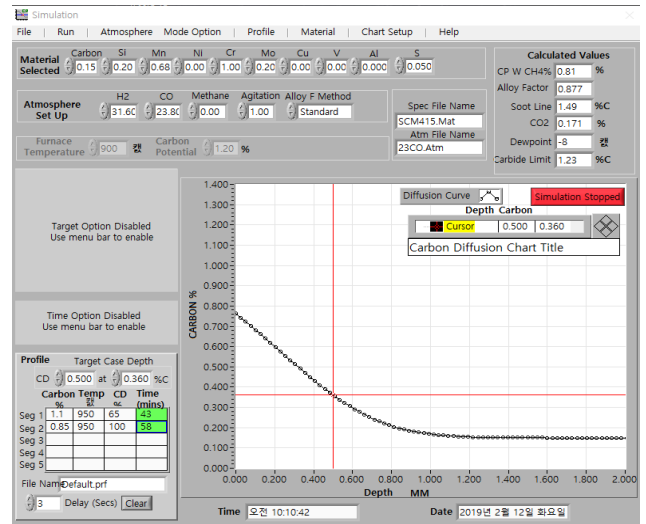 Simulation
File | Run | Atmosphere Mode Option | Profile | Material | Chart Setup | Help
Material Selected
Carbon Si Mn Ni Cr Mo Cu V Al S
0.15 0.20 0.68 0.00 1.00 0.20 0.00 0.00 0.000 0.050
Atmosphere Set Up
H2 CO Methane Agitation Alloy F Method
31.60 23.80 0.00 1.00 Standard
Furnace Temperature 900 캜
Carbon Potential 1.20 %
Spec File Name
SCM415.Mat
Atm File Name
23CO.Atm
Calculated Values
CP W CH4% 0.81 %
Alloy Factor 0.877
Soot Line 1.49 %C
CO2 0.171 %
Dewpoint -8 캜
Carbide Limit 1.23 %C
Target Option Disabled
Use menu bar to enable
Time Option Disabled
Use menu bar to enable
Profile Target Case Depth
CD 0.500 at 0.360 %C
Carbon % Temp 캜 CD % Time (mins)
Seg 1 1.1 950 65 43
Seg 2 0.85 950 100 58
Seg 3
Seg 4
Seg 5
File Name Default.prf
3 Delay (Secs) Clear
Diffusion Curve
Simulation Stopped
Depth Carbon
Cursor 0.500 0.360
Carbon Diffusion Chart Title
CARBON %
1.400
1.200
1.100
1.000
0.900
0.800
0.700
0.600
0.500
0.400
0.300
0.200
0.100
0.000
0.000 0.200 0.400 0.600 0.800 1.000 1.200 1.400 1.600 1.800 2.000
Depth MM
Time 오전 10:10:42 Date 2019년 2월 12일 화요일